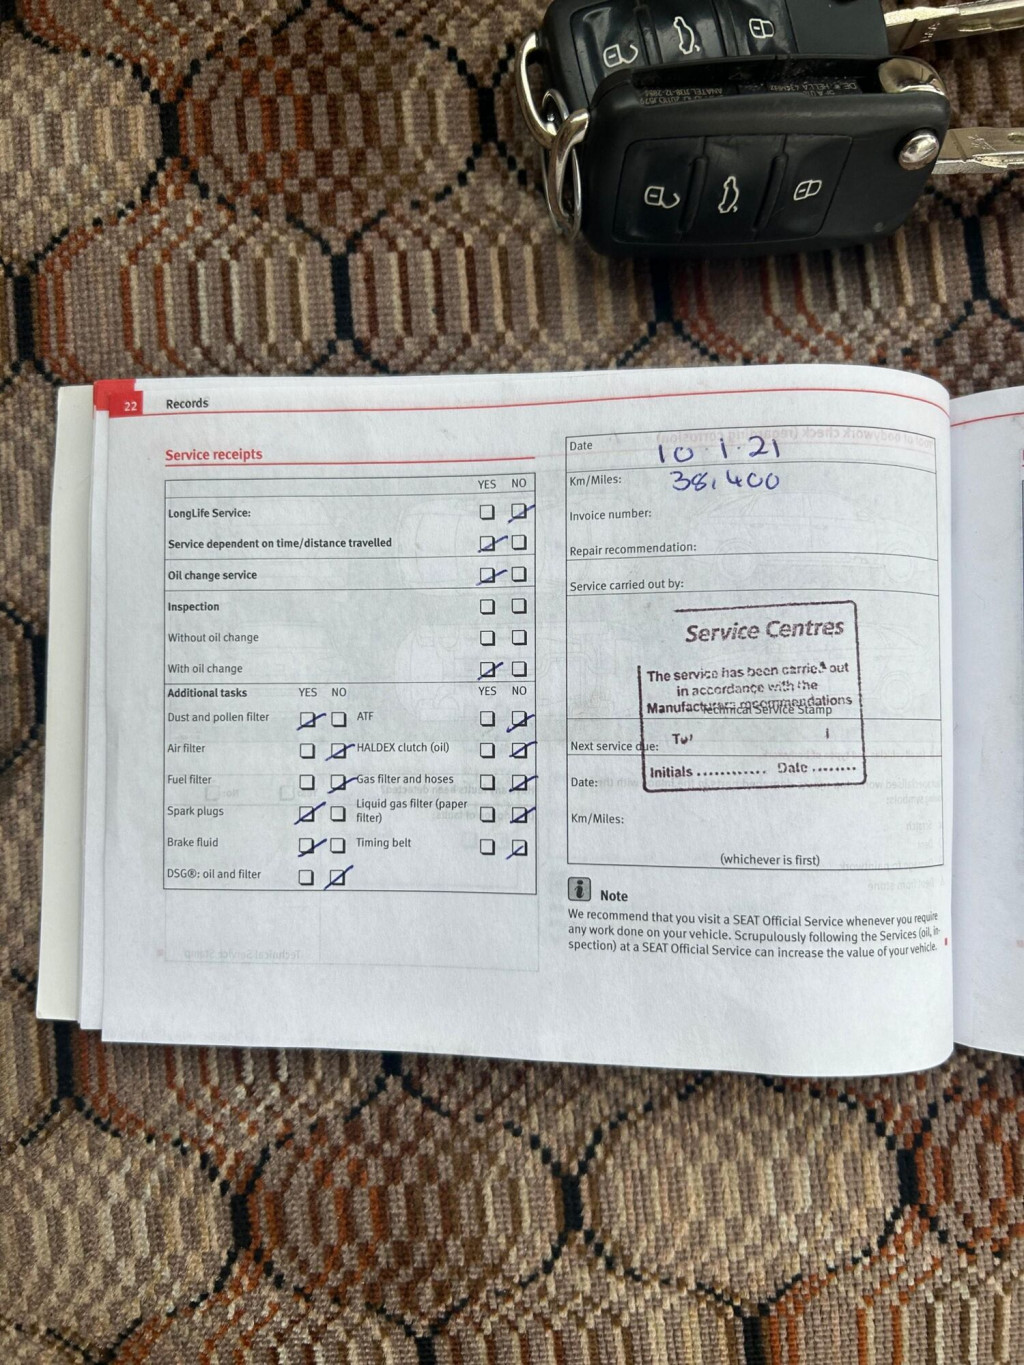 22 Records
Service receipts
YES NO
LongLife Service:
Service dependent on time/distance travelled
Oil change service
Inspection
Without oil change
With oil change
Additional tasks YES NO YES NO
Dust and pollen filter ATF
Air filter HALDEX clutch (oil)
Fuel filter Gas filter and hoses
Spark plugs Liquid gas filter (paper
filter)
Brake fluid Timing belt
DSG®: oil and filter
Date 10.1.21
Km/Miles: 38,400
Invoice number:
Repair recommendation:
Service carried out by:
Service Centres
The service has been carried out
in accordance with the
Manufacturers recommendations
Technical Service Stamp
Next service due:
Initials ............ Date ........
Date:
Km/Miles:
(whichever is first)
i Note
We recommend that you visit a SEAT Official Service whenever you require
any work done on your vehicle. Scrupulously following the Services (oil, in-
spection) at a SEAT Official Service can increase the value of your vehicle.